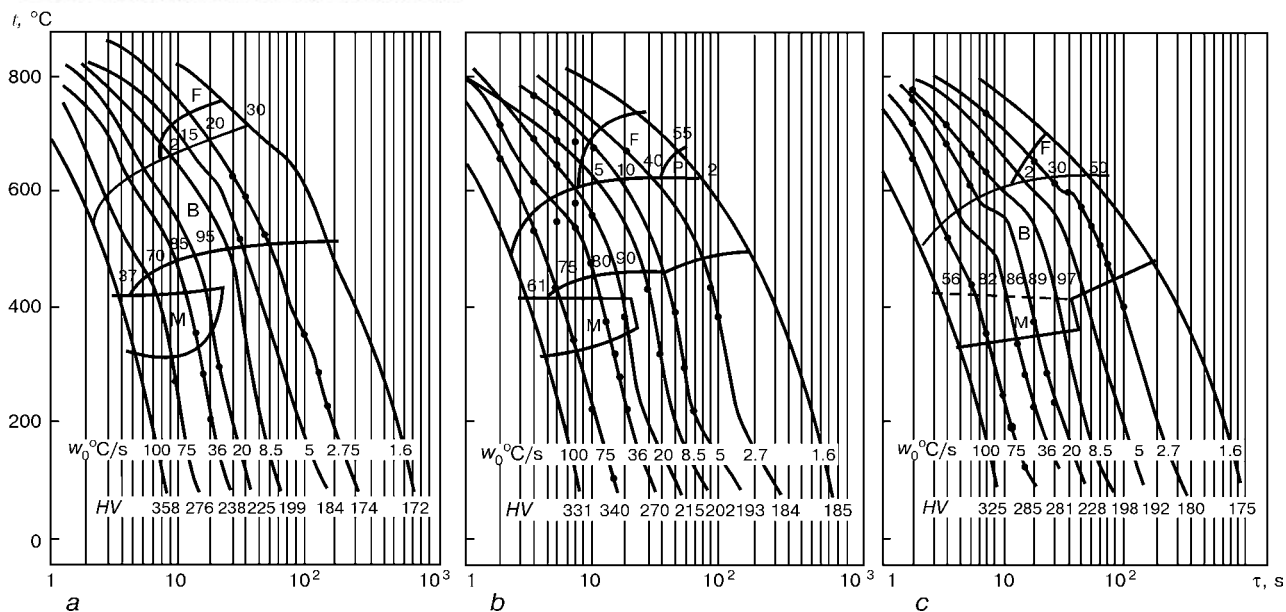 t, °C
800
600
400
200
0
F
30
2 15 20
B
37 70 85 95
M
w₀°C/s 100 75 36 20 8.5 5 2.75 1.6
HV 358 276 238 225 199 184 174 172
1 10 10² 10³
a
F
55
5 10 40 P 2
61 75 80 90
M
w₀°C/s 100 75 36 20 8.5 5 2.7 1.6
HV 331 340 270 215 202 193 184 185
1 10 10² 10³
b
F
2 30 50
B
56 82 86 89 97
M
w₀°C/s 100 75 36 20 8.5 5 2.7 1.6
HV 325 285 281 228 198 192 180 175
1 10 10² τ, s
c